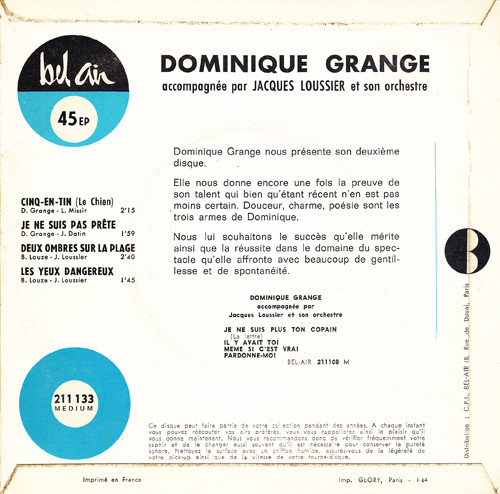 bel air
45 EP
DOMINIQUE GRANGE
accompagnée par JACQUES LOUSSIER et son orchestre
CINQ-EN-TIN (Le Chien)
D. Grange - L. Missir 2'15
JE NE SUIS PAS PRÊTE
D. Grange - J. Datin 1'59
DEUX OMBRES SUR LA PLAGE
B. Lauze - J. Loussier 2'40
LES YEUX DANGEREUX
B. Lauze - J. Loussier 1'45
Dominique Grange nous présente son deuxième
disque.
Elle nous donne encore une fois la preuve de
son talent qui bien qu'étant récent n'en est pas
moins certain. Douceur, charme, poésie sont les
trois armes de Dominique.
Nous lui souhaitons le succès qu'elle mérite
ainsi que la réussite dans le domaine du spec-
tacle qu'elle affronte avec beaucoup de gentil-
lesse et de spontanéité.
DOMINIQUE GRANGE
accompagnée par
Jacques Loussier et son orchestre
JE NE SUIS PLUS TON COPAIN
(La lettre)
IL Y AVAIT TOI
MEME SI C'EST VRAI
PARDONNE-MOI
BEL-AIR 211108 M
B
Distribution : C.P.I., BEL-AIR 18, Rue de Douai, Paris
211 133
MEDIUM
Ce disque peut faire partie de votre collection pendant des années. A chaque instant
vous pouvez réécouter vos airs préférés, vous vous rappellerez ainsi le plaisir qu'il
vous donne maintenant. Nous vous recommandons donc de vérifier fréquemment votre
saphir et de le changer aussi souvent qu'il est nécessaire pour conserver la pureté
sonore. Nettoyez la surface avec un chiffon humide, assurez-vous de la légèreté de
votre pick-up ainsi que de la vitesse de votre tourne-disque.
Imprimé en France
Imp. GLORY, Paris - 1-64